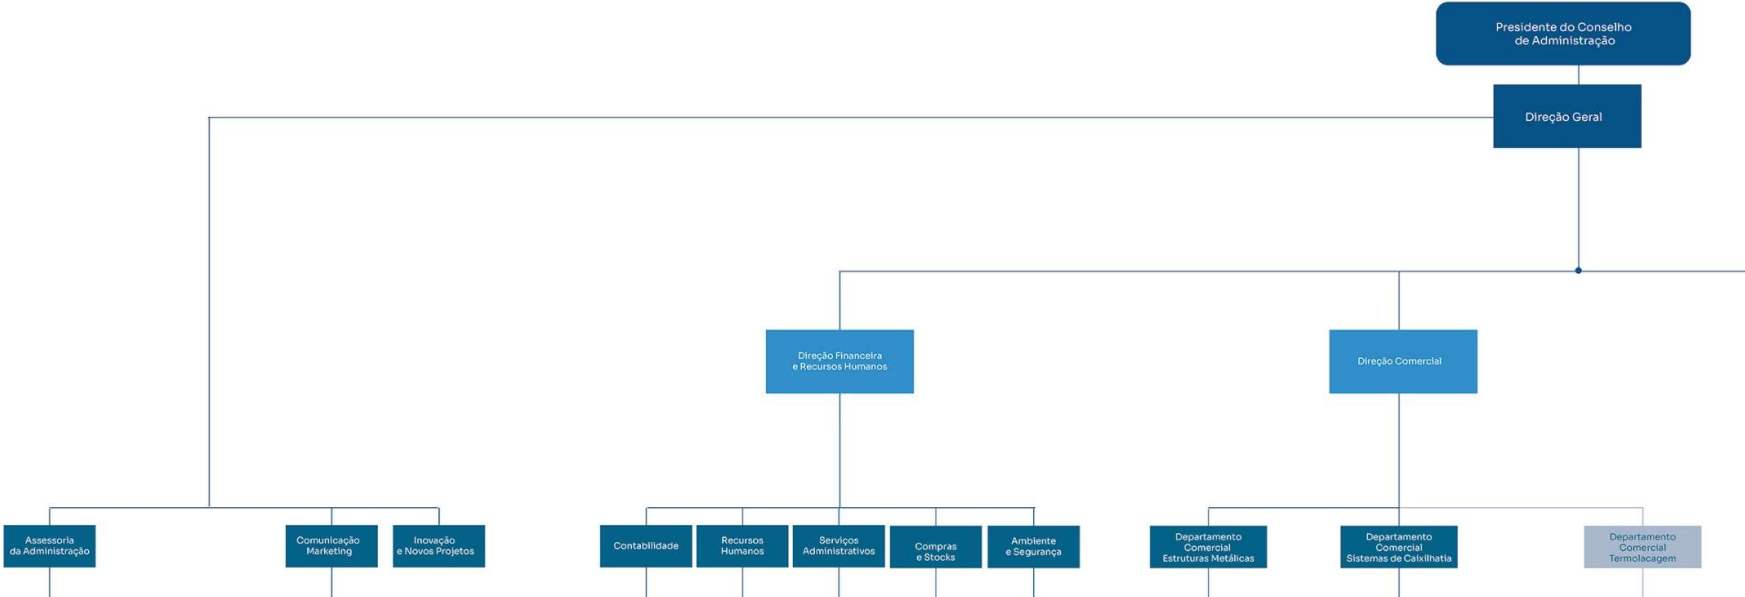 Presidente do Conselho
de Administração
Direção Geral
Direção Financeira
e Recursos Humanos
Direção Comercial
Assessoria
da Administração
Comunicação
Marketing
Inovação
e Novos Projetos
Contabilidade
Recursos
Humanos
Serviços
Administrativos
Compras
e Stocks
Ambiente
e Segurança
Departamento
Comercial
Estruturas Metálicas
Departamento
Comercial
Sistemas de Caixilhatia
Departamento
Comercial
Termolacagem